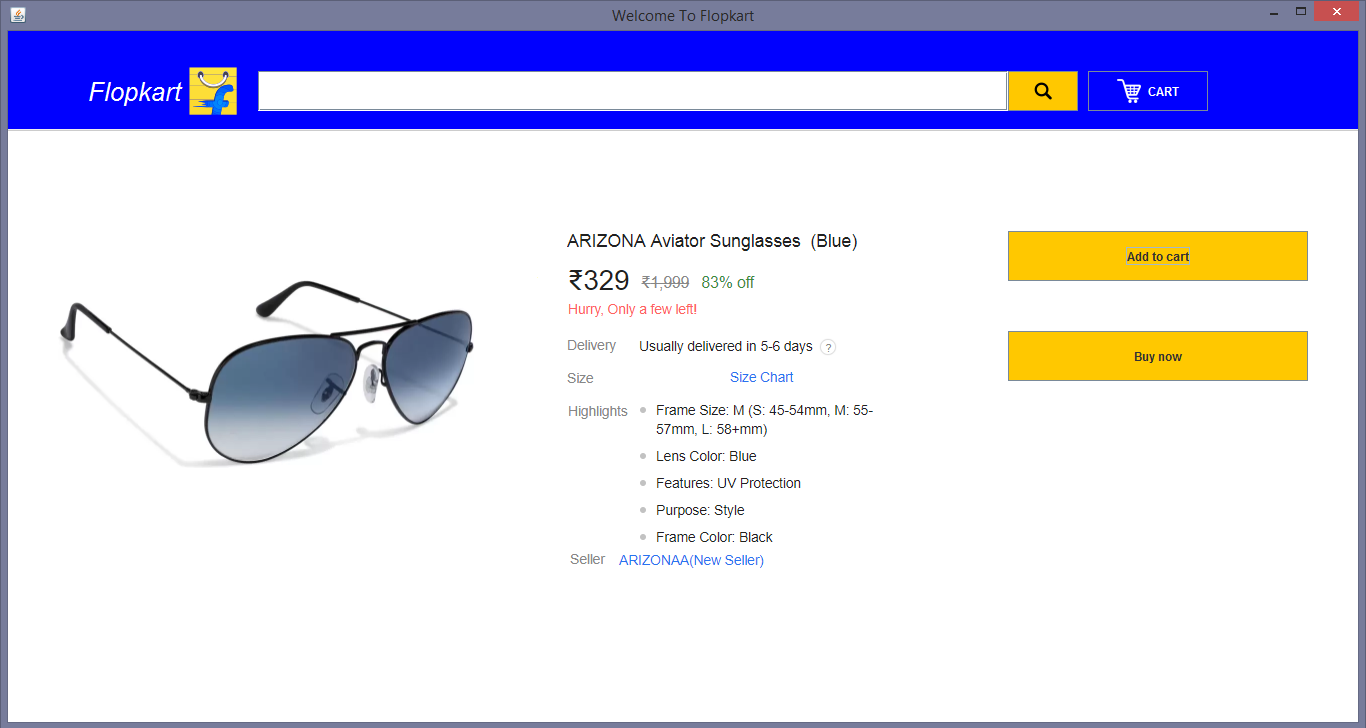 Welcome To Flopkart
Flopkart
CART
ARIZONA Aviator Sunglasses (Blue)
₹329 ₹1,999 83% off
Hurry, Only a few left!
Delivery Usually delivered in 5-6 days ?
Size Size Chart
Highlights Frame Size: M (S: 45-54mm, M: 55-
57mm, L: 58+mm)
Lens Color: Blue
Features: UV Protection
Purpose: Style
Frame Color: Black
Seller ARIZONAA(New Seller)
Add to cart
Buy now